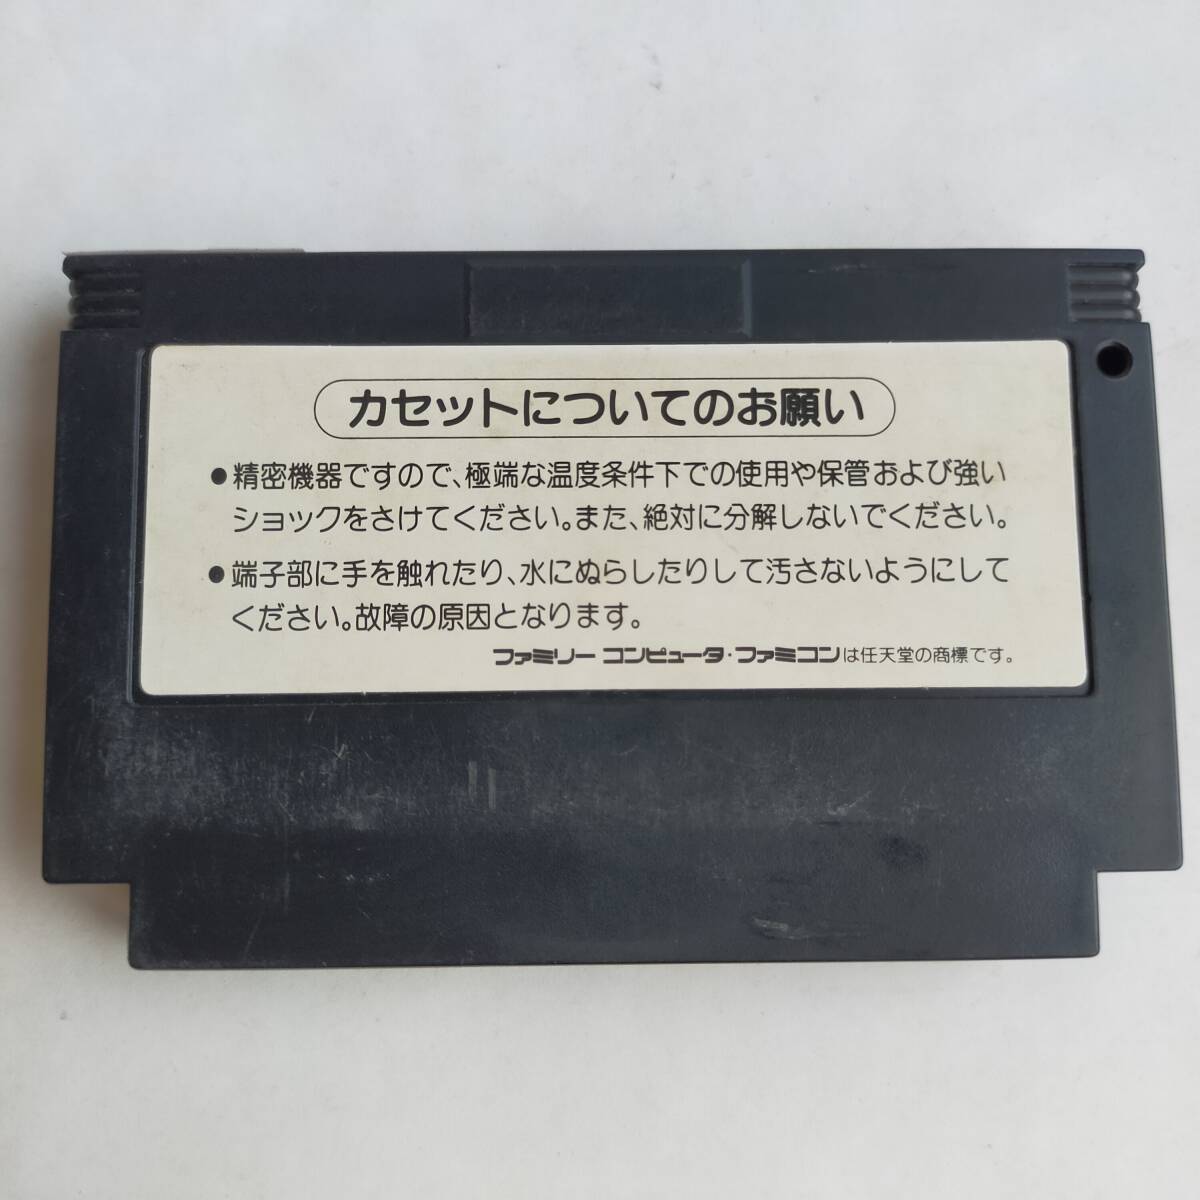 カセットについてのお願い
●精密機器ですので、極端な温度条件下での使用や保管および強い
ショックをさけてください。また、絶対に分解しないでください。
●端子部に手を触れたり、水にぬらしたりして汚さないようにして
ください。故障の原因となります。
ファミリーコンピュータ・ファミコンは任天堂の商標です。